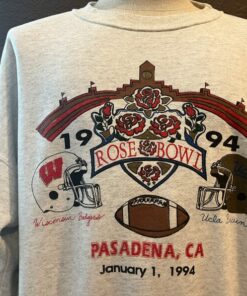 19 94
ROSE BOWL
W
Wisconsin Badgers
Ucla Bruins
PASADENA, CA
January 1, 1994